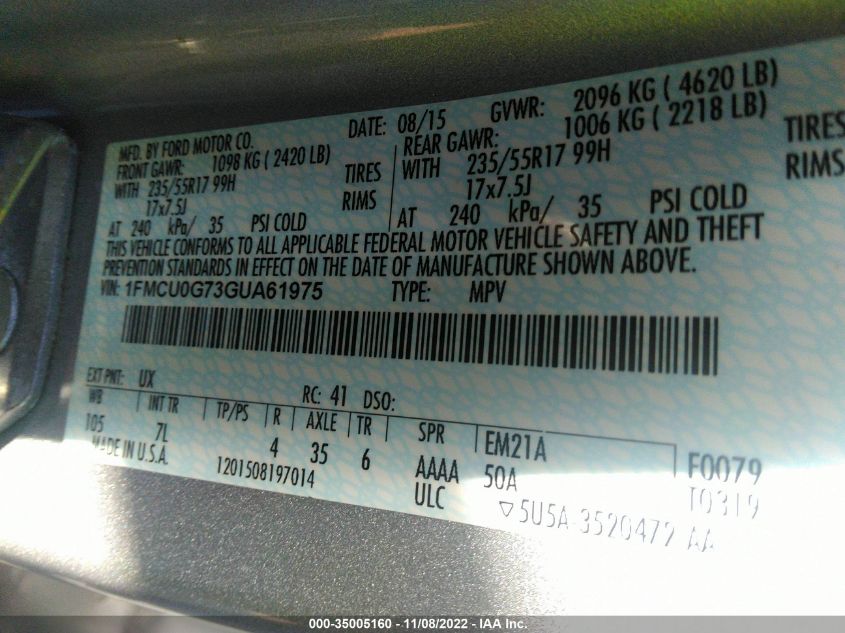 MFD. BY FORD MOTOR CO. DATE: 08/15 GVWR: 2096 KG ( 4620 LB)
FRONT GAWR: 1098 KG ( 2420 LB) REAR GAWR: 1006 KG ( 2218 LB)
WITH 235/55R17 99H TIRES WITH 235/55R17 99H TIRES
17x7.5J RIMS 17x7.5J RIMS
AT 240 kPa/ 35 PSI COLD AT 240 kPa/ 35 PSI COLD
THIS VEHICLE CONFORMS TO ALL APPLICABLE FEDERAL MOTOR VEHICLE SAFETY AND THEFT
PREVENTION STANDARDS IN EFFECT ON THE DATE OF MANUFACTURE SHOWN ABOVE.
VIN: 1FMCU0G73GUA61975 TYPE: MPV
EXT PNT: UX RC: 41 DSO:
WB INT TR TP/PS R AXLE TR SPR EM21A F0079
105 7L 4 35 6 AAAA 50A T0319
MADE IN U.S.A. 1201508197014 ULC ▽5U5A-3520472 AA
000-35005160 - 11/08/2022 - IAA Inc.